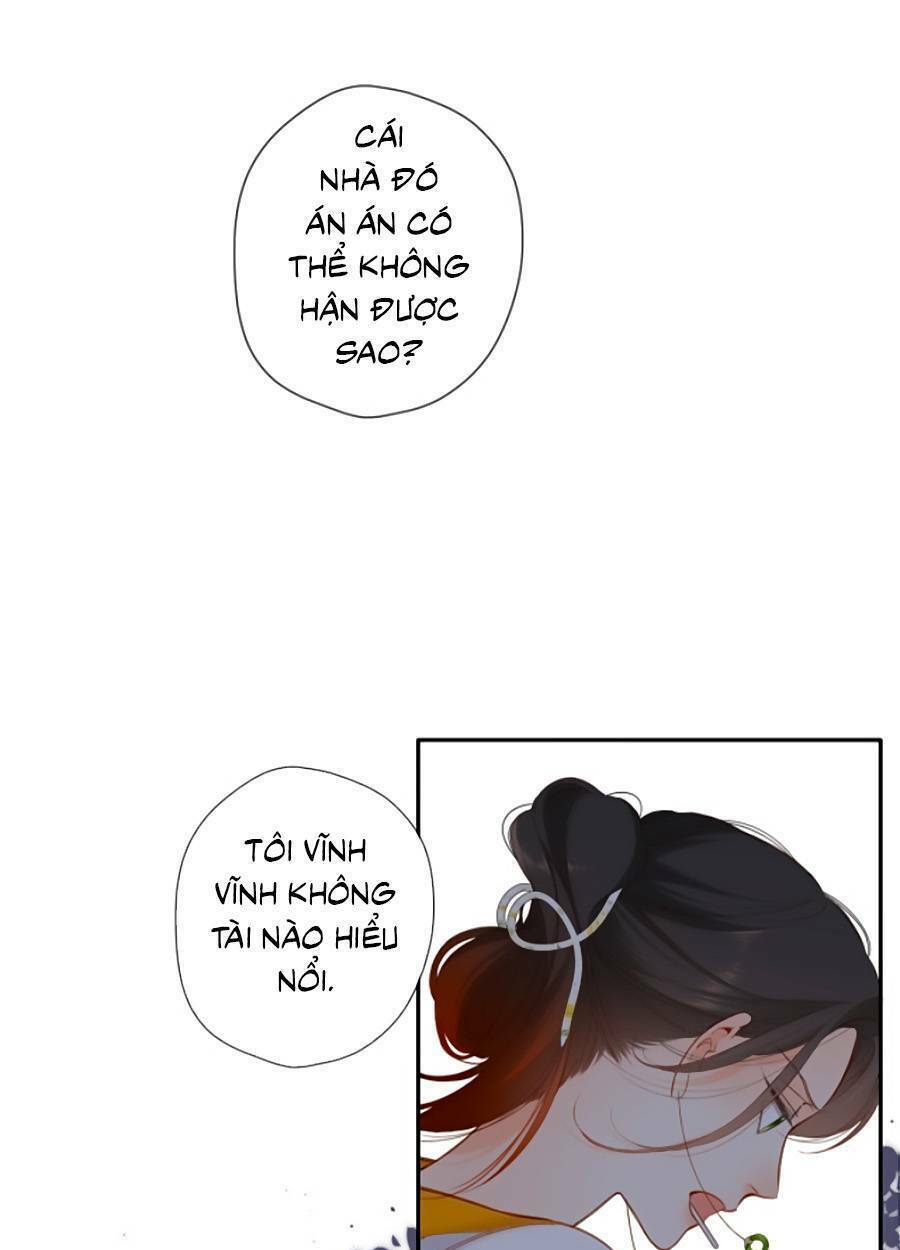 CÁI
NHÀ ĐÓ
ÁN ÁN CÓ
THỂ KHÔNG
HẬN ĐƯỢC
SAO?
TÔI VĨNH
VĨNH KHÔNG
TÀI NÀO HIỂU
NỔI.